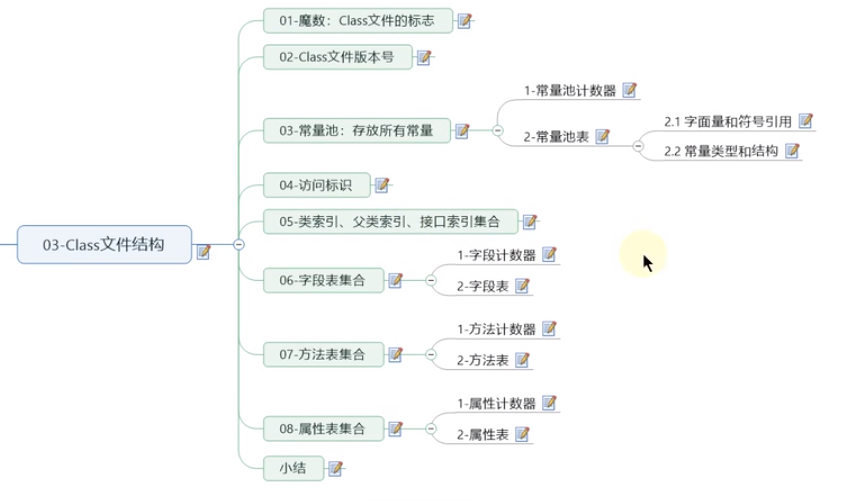 01-魔数：Class文件的标志
02-Class文件版本号
1-常量池计数器
03-常量池：存放所有常量
2-常量池表
2.1 字面量和符号引用
2.2 常量类型和结构
04-访问标识
05-类索引、父类索引、接口索引集合
03-Class文件结构
06-字段表集合
1-字段计数器
2-字段表
07-方法表集合
1-方法计数器
2-方法表
08-属性表集合
1-属性计数器
2-属性表
小结